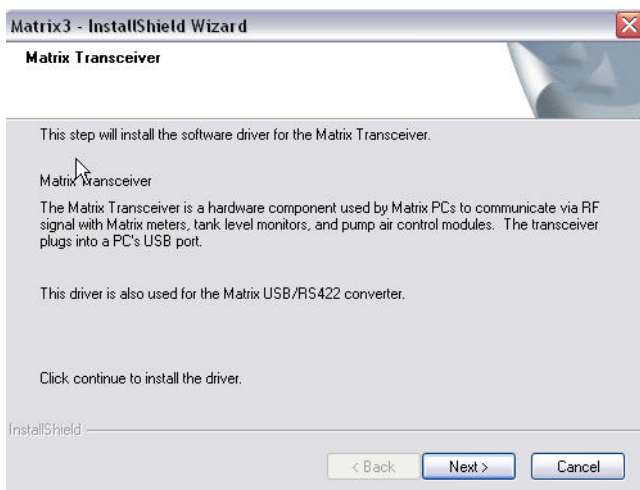 Matrix3 - InstallShield Wizard
Matrix Transceiver
This step will install the software driver for the Matrix Transceiver.
Matrix Transceiver
The Matrix Transceiver is a hardware component used by Matrix PCs to communicate via RF
signal with Matrix meters, tank level monitors, and pump air control modules.  The transceiver
plugs into a PC's USB port.
This driver is also used for the Matrix USB/RS422 converter.
Click continue to install the driver.
InstallShield
< Back
Next >
Cancel